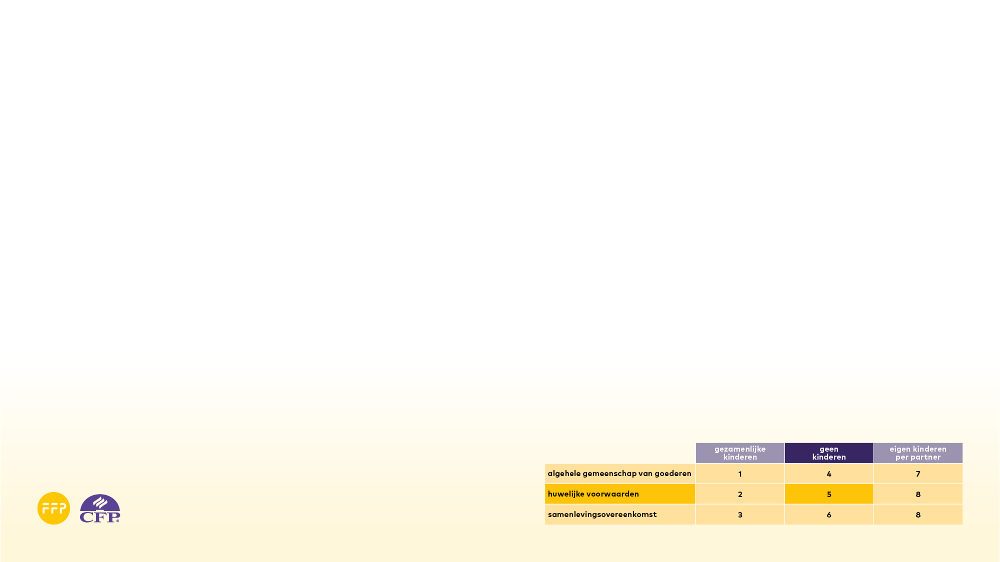 gezamenlijke kinderen geen kinderen eigen kinderen per partner
algehele gemeenschap van goederen 1 4 7
huwelijke voorwaarden 2 5 8
samenlevingsovereenkomst 3 6 8
FFP CFP®